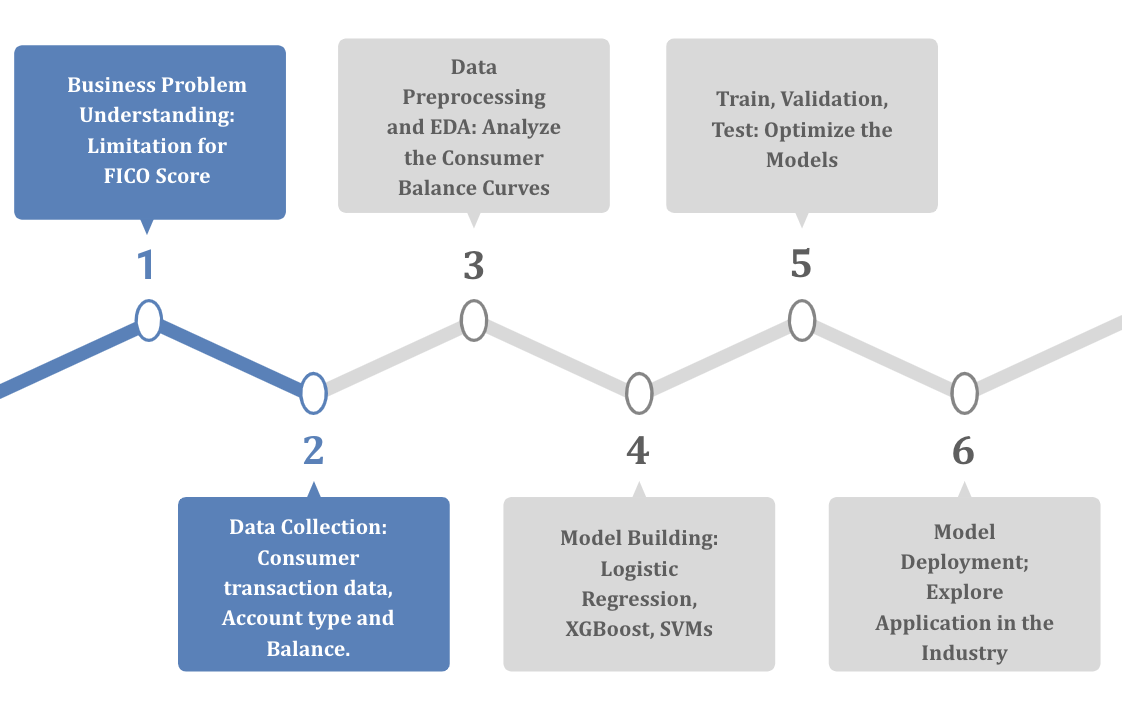 Business Problem
Understanding:
Limitation for
FICO Score
1
2
Data Collection:
Consumer
transaction data,
Account type and
Balance.
Data
Preprocessing
and EDA: Analyze
the Consumer
Balance Curves
3
4
Model Building:
Logistic
Regression,
XGBoost, SVMs
Train, Validation,
Test: Optimize the
Models
5
6
Model
Deployment;
Explore
Application in the
Industry